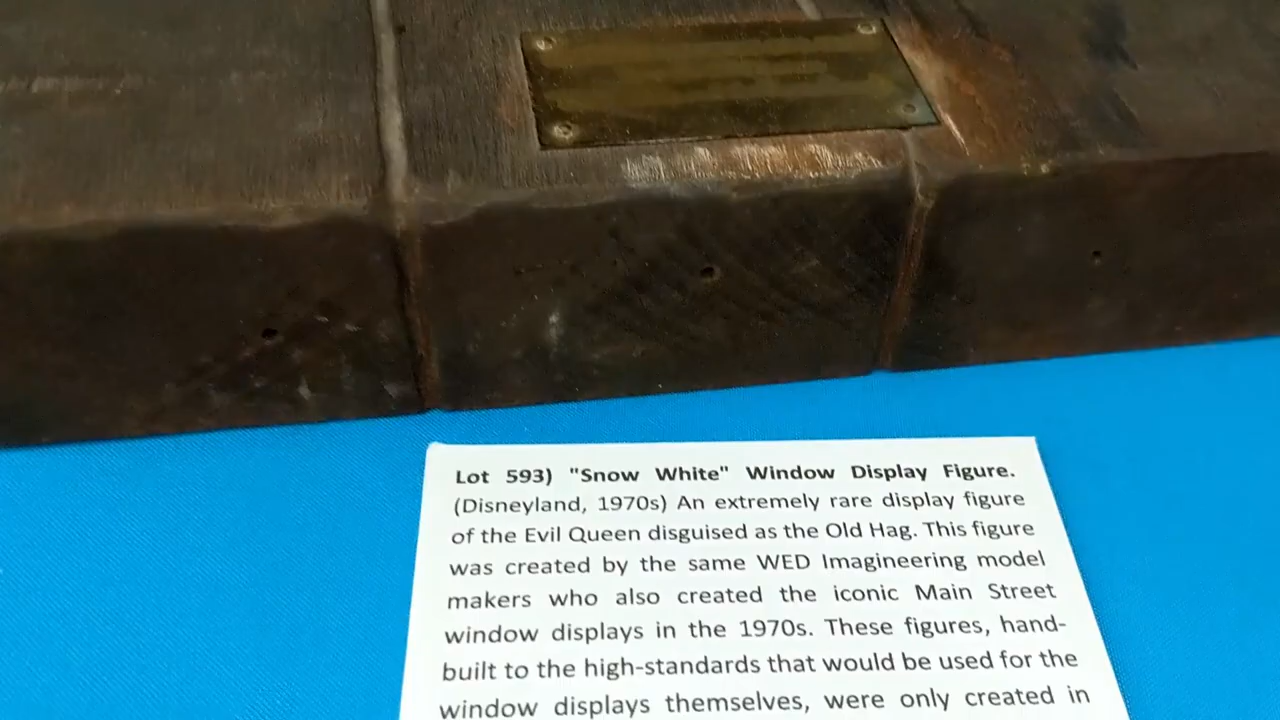 Lot 593) "Snow White" Window Display Figure.
(Disneyland, 1970s) An extremely rare display figure
of the Evil Queen disguised as the Old Hag. This figure
was created by the same WED Imagineering model
makers who also created the iconic Main Street
window displays in the 1970s. These figures, hand-
built to the high-standards that would be used for the
window displays themselves, were only created in